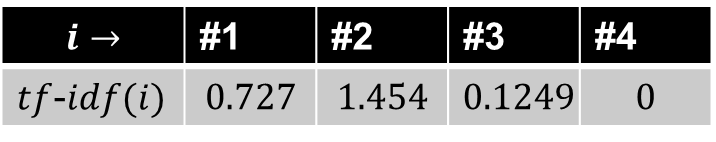 i → #1 #2 #3 #4
tf-idf(i) 0.727 1.454 0.1249 0